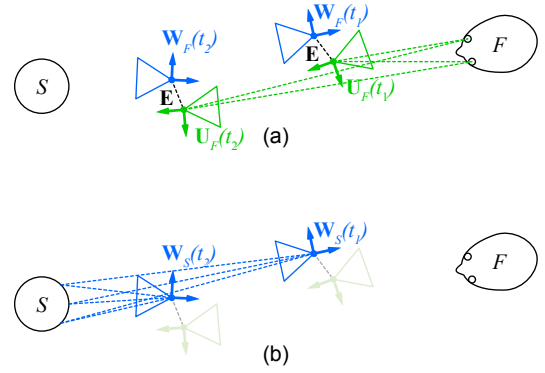 W_F(t_2)
W_F(t_1)
S
E
E
F
U_F(t_2)
U_F(t_1)
(a)
W_S(t_2)
W_S(t_1)
S
F
(b)